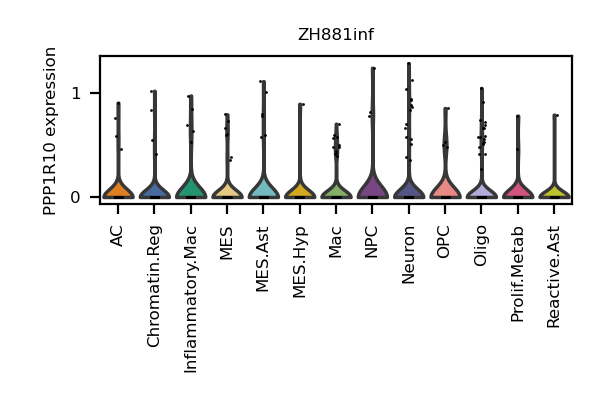 ZH881inf
PPP1R10 expression
1
0
AC
Chromatin.Reg
Inflammatory.Mac
MES
MES.Ast
MES.Hyp
Mac
NPC
Neuron
OPC
Oligo
Prolif.Metab
Reactive.Ast